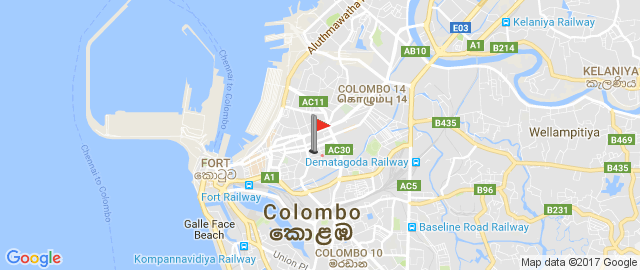 Aluthmawatha Rd
Kelaniya Railway
E03
A1
B214
AB10
Chennai to Colombo
COLOMBO 14
கொழும்பு 14
KELANIYA
කැලණිය
AC11
B435
Wellampitiya
B469
AC30
Dematagoda Railway
B435
FORT
කොටුව
A1
AC5
B96
Fort Railway
Chennai to Colombo
Colombo
කොළඹ
B231
Galle Face
Beach
Baseline Road Railway
COLOMBO 10
මරදාන
Kompannavidiya Railway
Union Pl
Google
Map data ©2017 Google